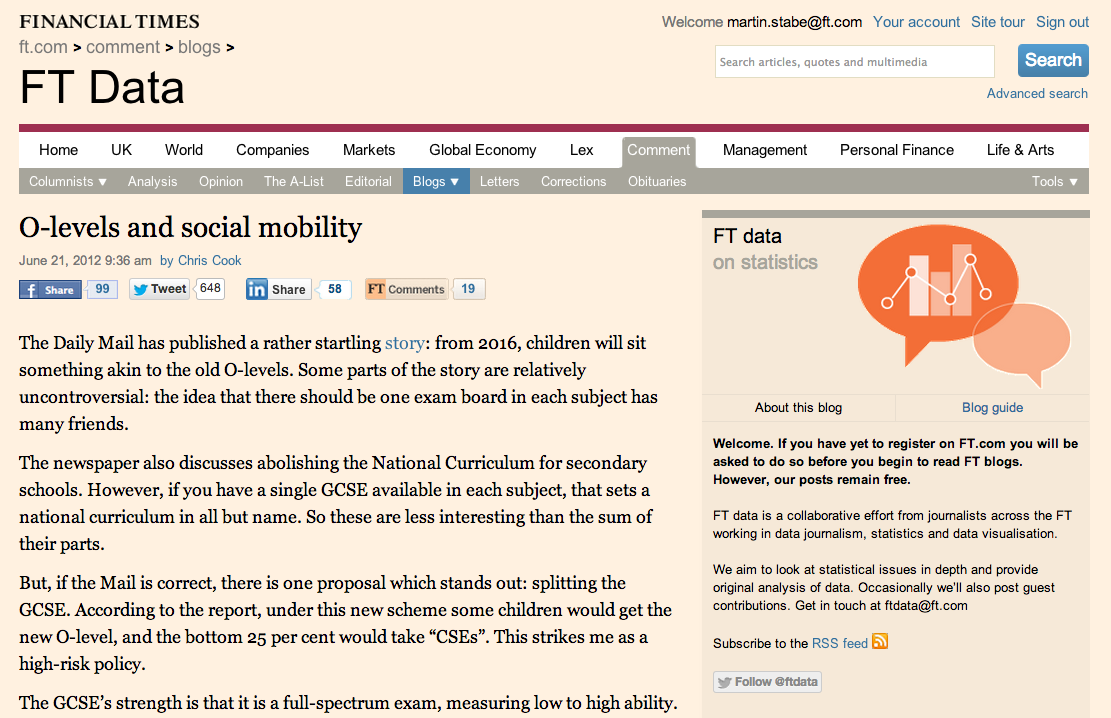 FINANCIAL TIMES
Welcome martin.stabe@ft.com Your account Site tour Sign out
ft.com > comment > blogs >
FT Data
Search articles, quotes and multimedia
Search
Advanced search
Home UK World Companies Markets Global Economy Lex Comment Management Personal Finance Life & Arts
Columnists ▼ Analysis Opinion The A-List Editorial Blogs ▼ Letters Corrections Obituaries Tools ▼
O-levels and social mobility
June 21, 2012 9:36 am by Chris Cook
f Share 99 Tweet 648 in Share 58 FT Comments 19
The Daily Mail has published a rather startling story: from 2016, children will sit
something akin to the old O-levels. Some parts of the story are relatively
uncontroversial: the idea that there should be one exam board in each subject has
many friends.
The newspaper also discusses abolishing the National Curriculum for secondary
schools. However, if you have a single GCSE available in each subject, that sets a
national curriculum in all but name. So these are less interesting than the sum of
their parts.
But, if the Mail is correct, there is one proposal which stands out: splitting the
GCSE. According to the report, under this new scheme some children would get the
new O-level, and the bottom 25 per cent would take “CSEs”. This strikes me as a
high-risk policy.
The GCSE’s strength is that it is a full-spectrum exam, measuring low to high ability.
FT data
on statistics
About this blog Blog guide
Welcome. If you have yet to register on FT.com you will be
asked to do so before you begin to read FT blogs.
However, our posts remain free.
FT data is a collaborative effort from journalists across the FT
working in data journalism, statistics and data visualisation.
We aim to look at statistical issues in depth and provide
original analysis of data. Occasionally we'll also post guest
contributions. Get in touch at ftdata@ft.com
Subscribe to the RSS feed
Follow @ftdata